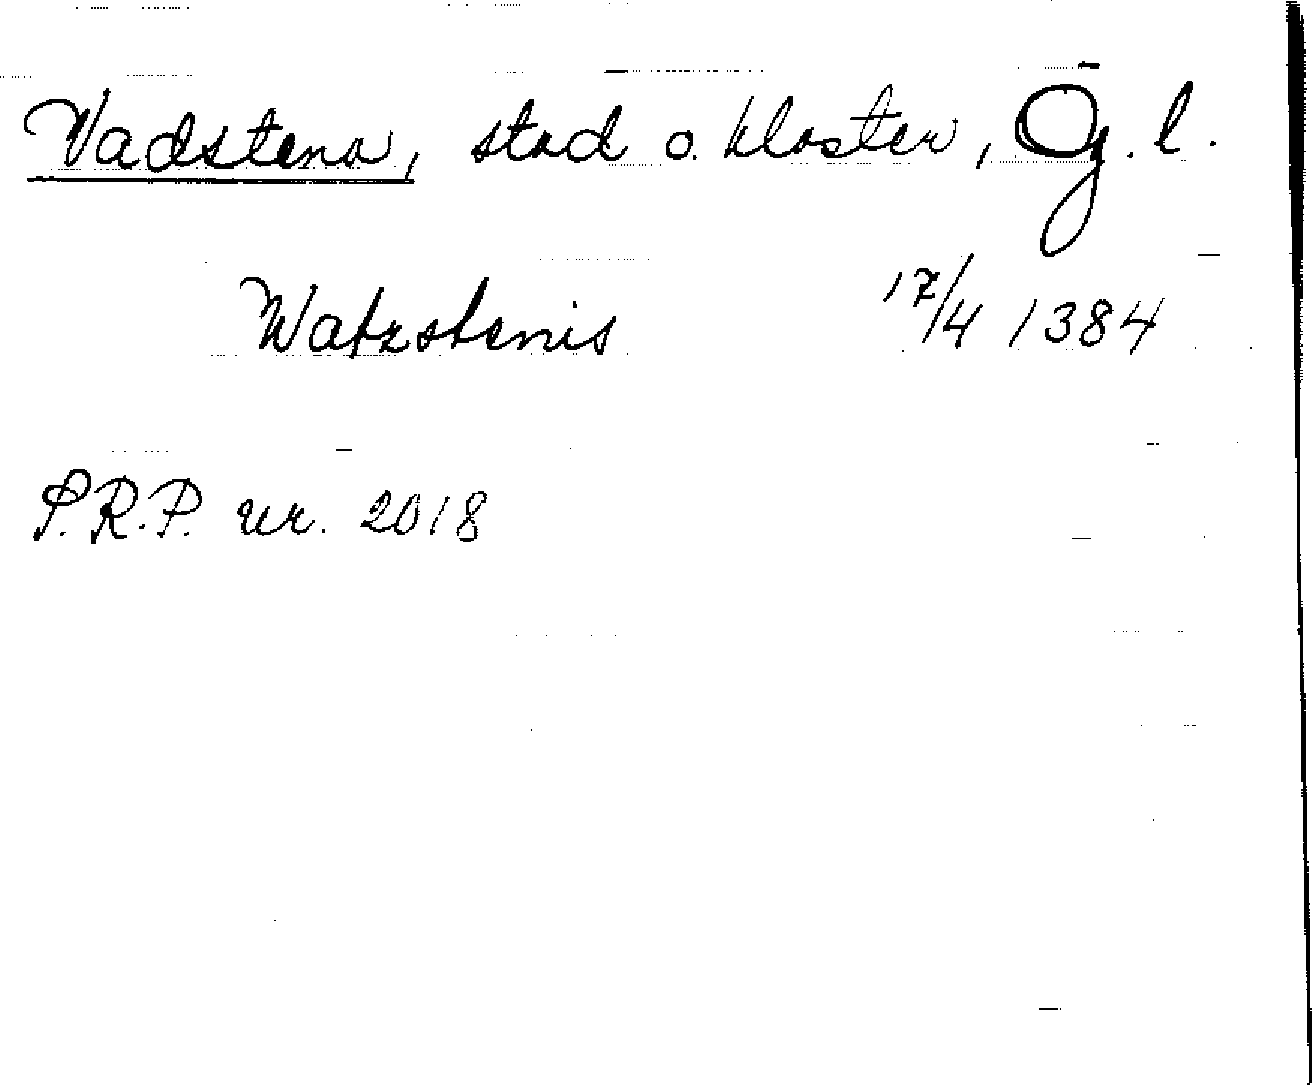 Vadstena, stad o. kloster, Ög. l.
Watzstenis 17/4 1384
P.R.P. nr. 2018